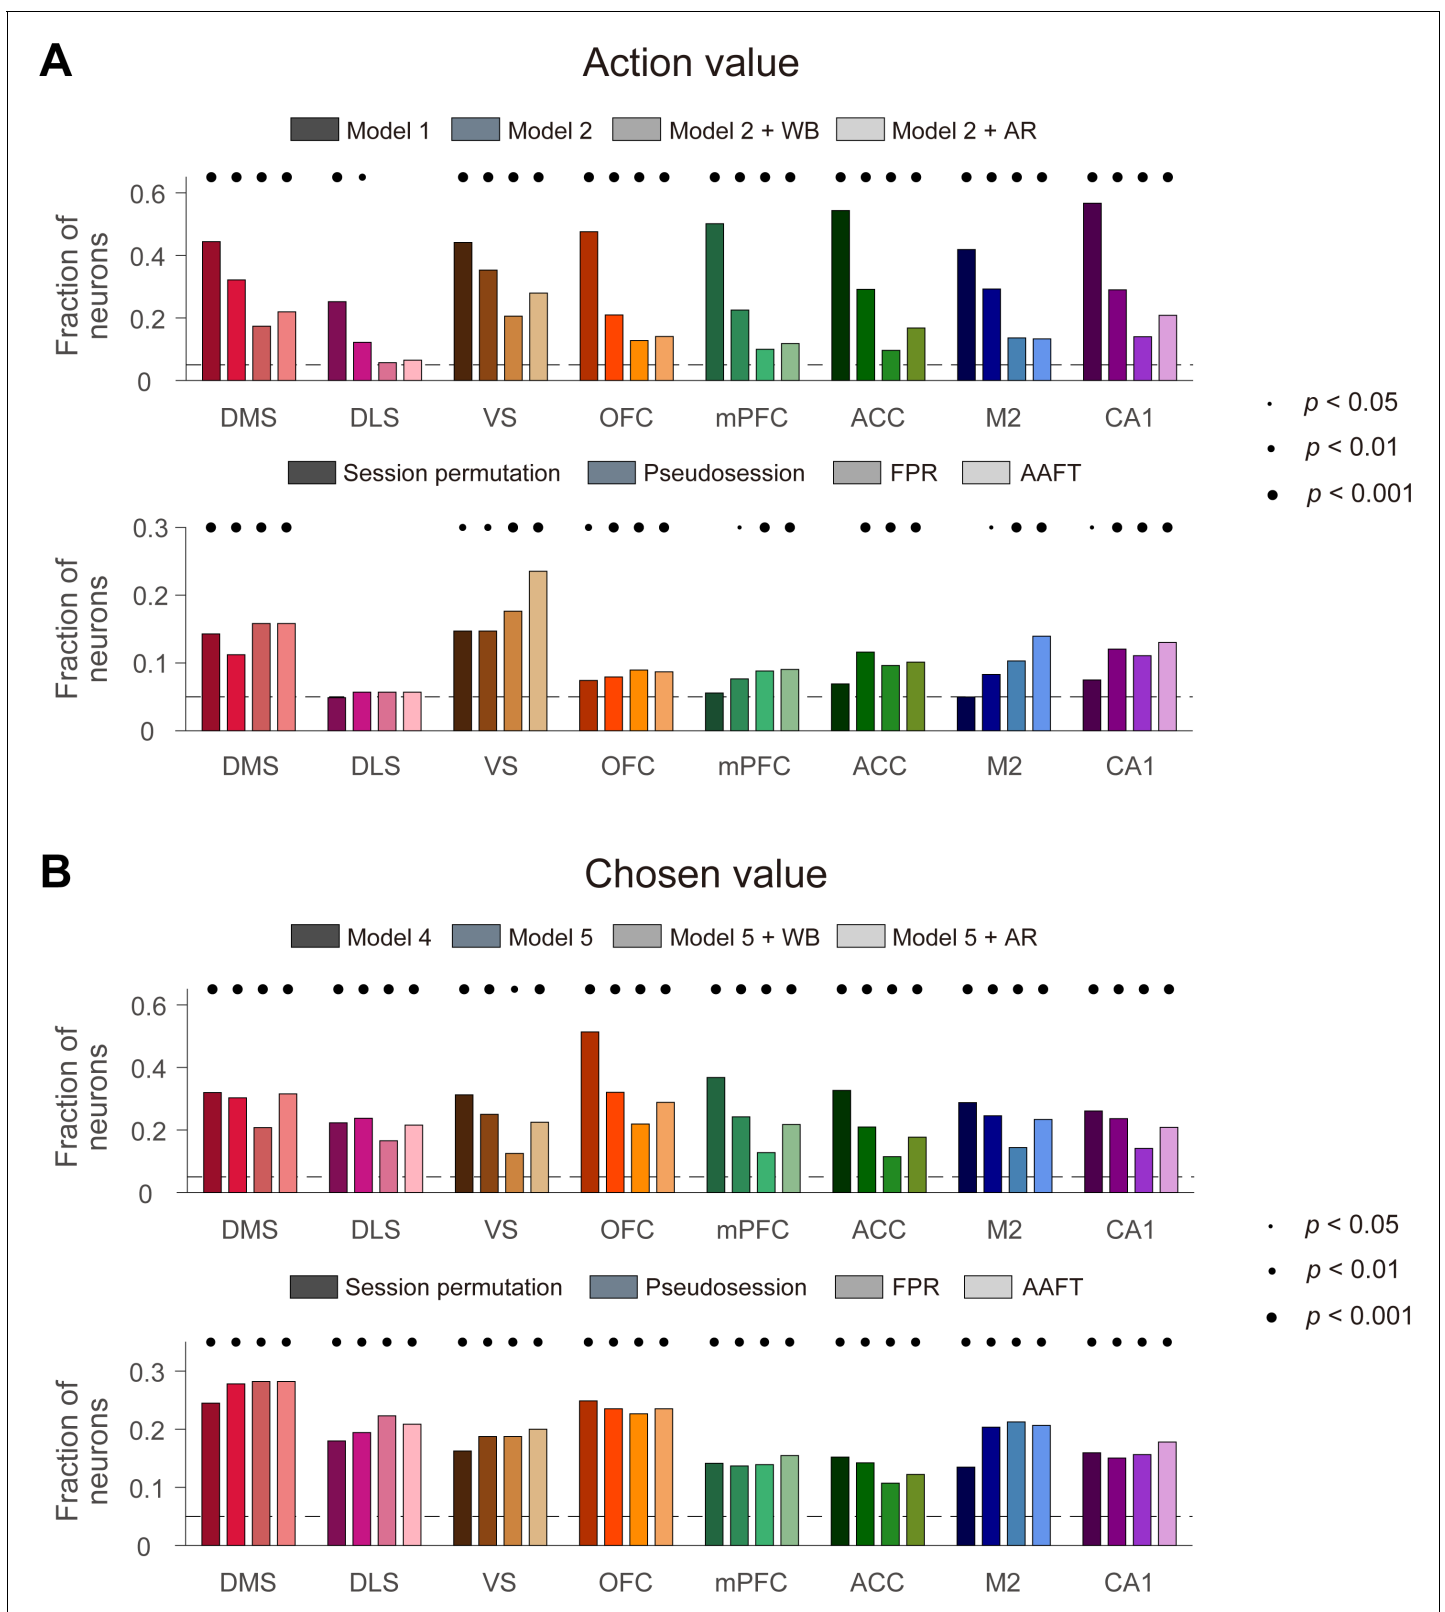 A
Action value
Model 1 Model 2 Model 2 + WB Model 2 + AR
Fraction of
neurons
0.6
0.4
0.2
0
DMS DLS VS OFC mPFC ACC M2 CA1
p < 0.05
p < 0.01
p < 0.001
Session permutation Pseudosession FPR AAFT
Fraction of
neurons
0.3
0.2
0.1
0
DMS DLS VS OFC mPFC ACC M2 CA1
B
Chosen value
Model 4 Model 5 Model 5 + WB Model 5 + AR
Fraction of
neurons
0.6
0.4
0.2
0
DMS DLS VS OFC mPFC ACC M2 CA1
p < 0.05
p < 0.01
p < 0.001
Session permutation Pseudosession FPR AAFT
Fraction of
neurons
0.3
0.2
0.1
0
DMS DLS VS OFC mPFC ACC M2 CA1